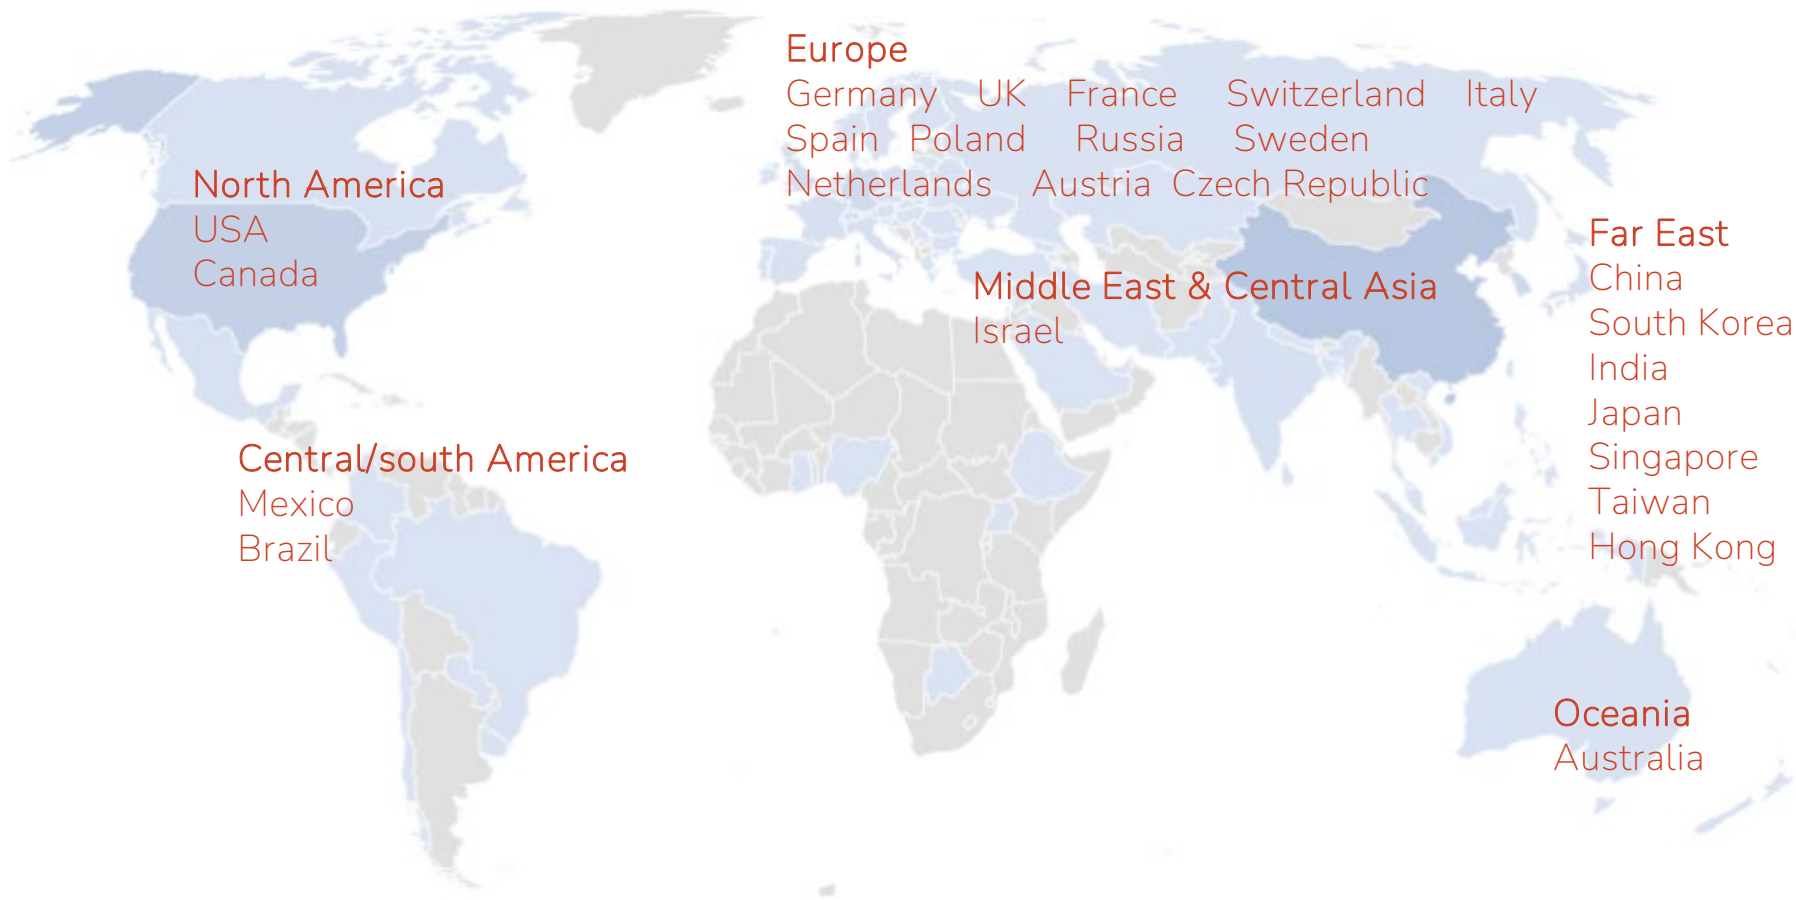 Europe
Germany UK France Switzerland Italy
Spain Poland Russia Sweden
Netherlands Austria Czech Republic
North America
USA
Canada
Far East
China
South Korea
India
Japan
Singapore
Taiwan
Hong Kong
Middle East & Central Asia
Israel
Central/south America
Mexico
Brazil
Oceania
Australia